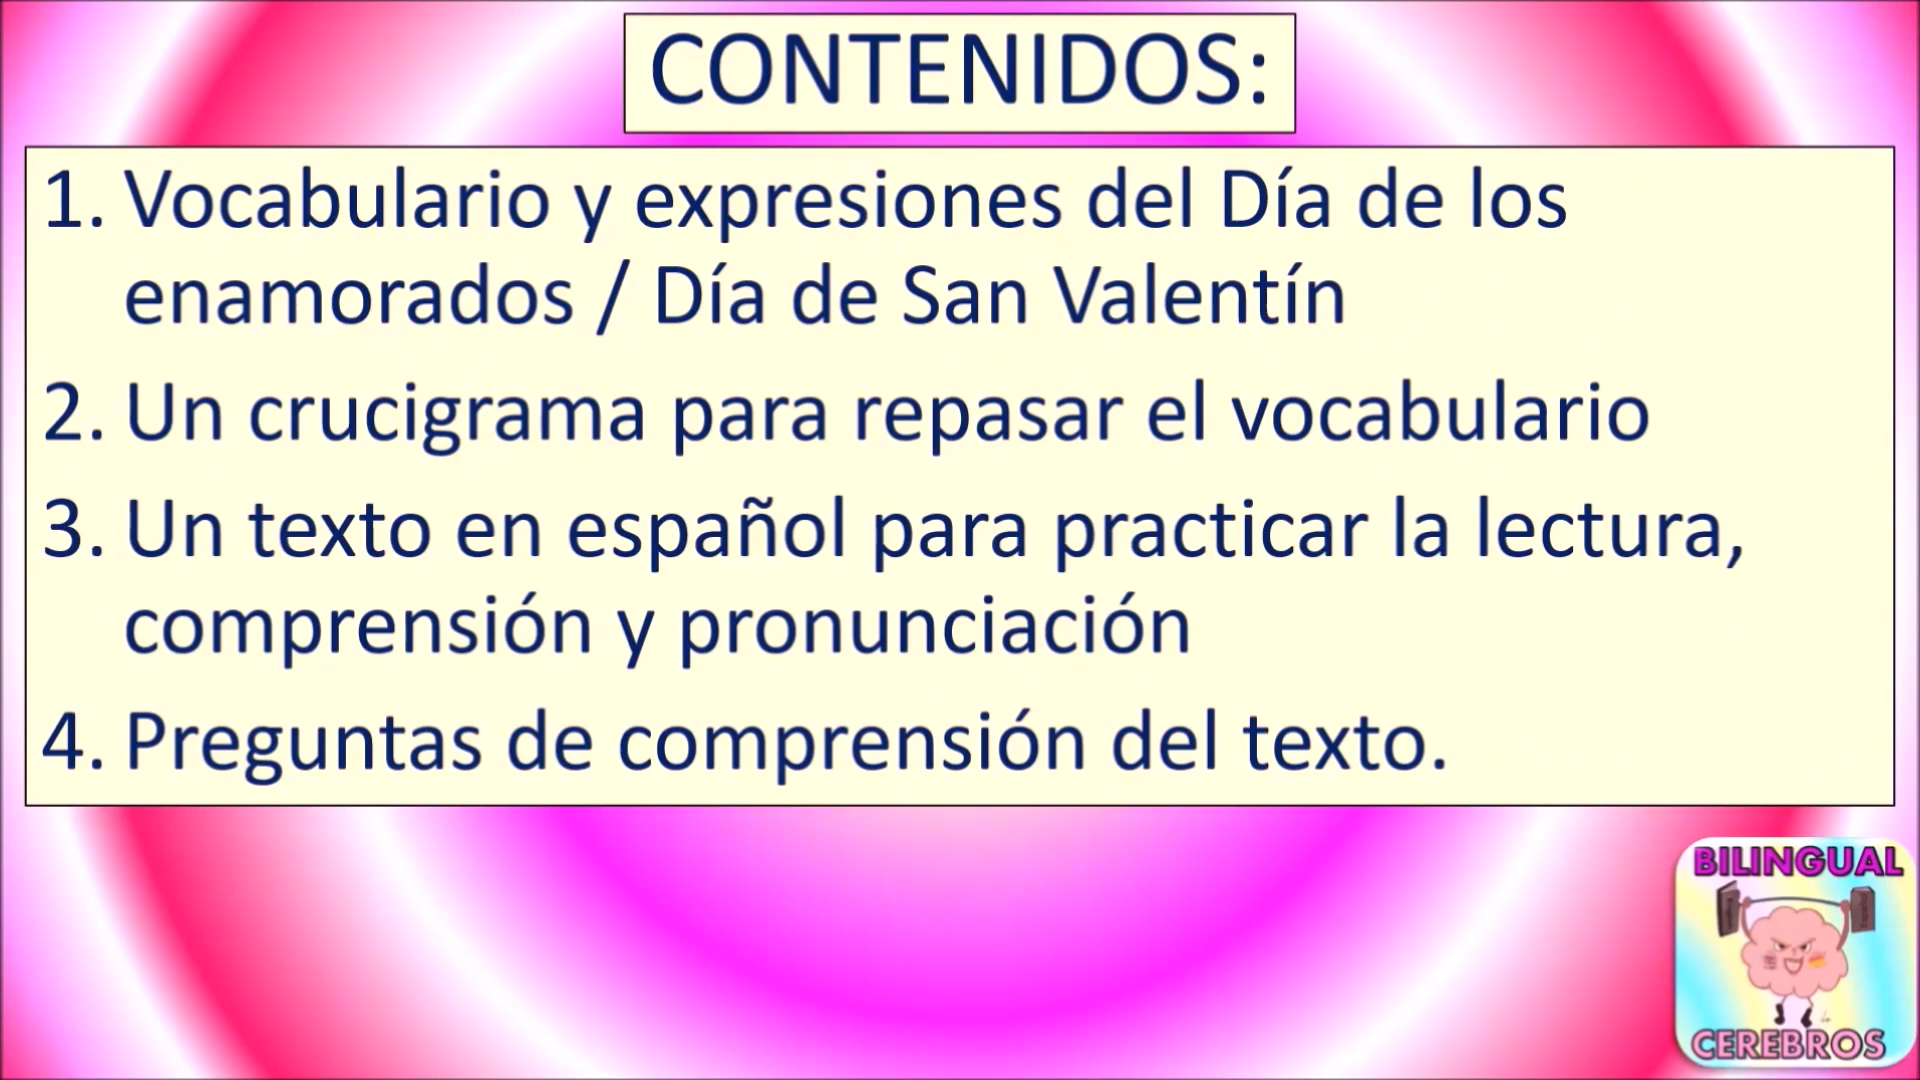 CONTENIDOS:
1. Vocabulario y expresiones del Día de los
enamorados / Día de San Valentín
2. Un crucigrama para repasar el vocabulario
3. Un texto en español para practicar la lectura,
comprensión y pronunciación
4. Preguntas de comprensión del texto.
BILINGUAL
CEREBROS